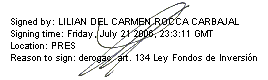 Signed by: LILIAN DEL CARMEN ROCCA CARBAJAL
Signing time: Friday, July 21 2006, 23:3:11 GMT
Location: PRES
Reason to sign: derogac. art. 134 Ley Fondos de Inversión